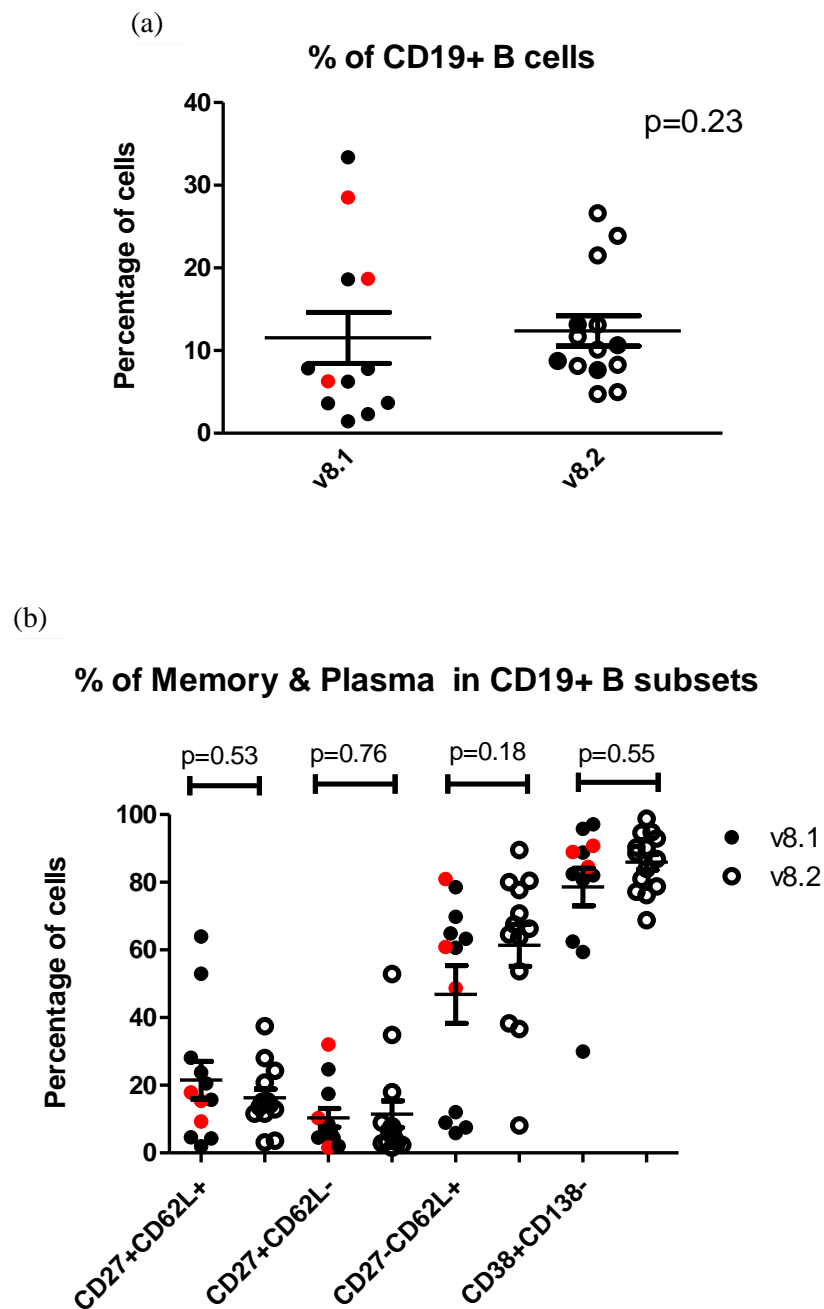 (a)
% of CD19+ B cells
p=0.23
Percentage of cells
40
30
20
10
0
v8.1
v8.2
(b)
% of Memory & Plasma in CD19+ B subsets
p=0.53
p=0.76
p=0.18
p=0.55
Percentage of cells
100
80
60
40
20
0
v8.1
v8.2
CD27+CD62L+
CD27+CD62L-
CD27-CD62L+
CD38+CD138-